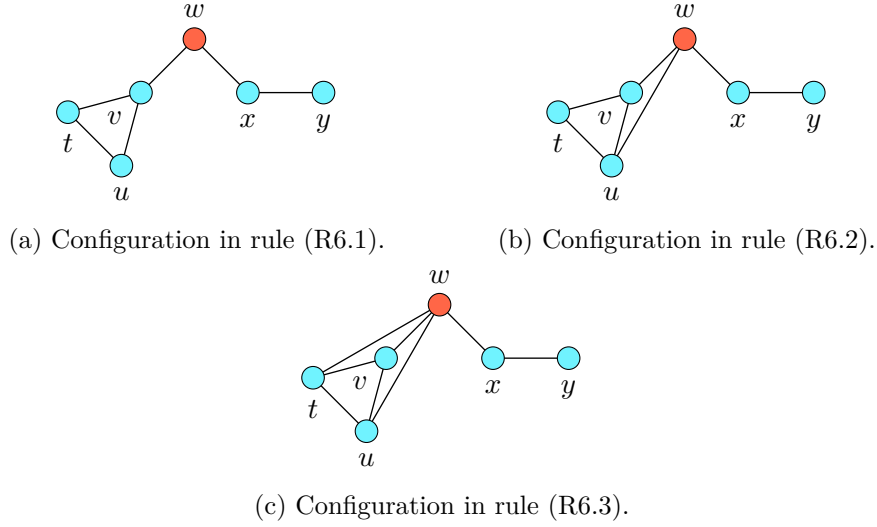 w
v
x
y
t
u
(a) Configuration in rule (R6.1).
w
v
x
y
t
u
(b) Configuration in rule (R6.2).
w
v
x
y
t
u
(c) Configuration in rule (R6.3).